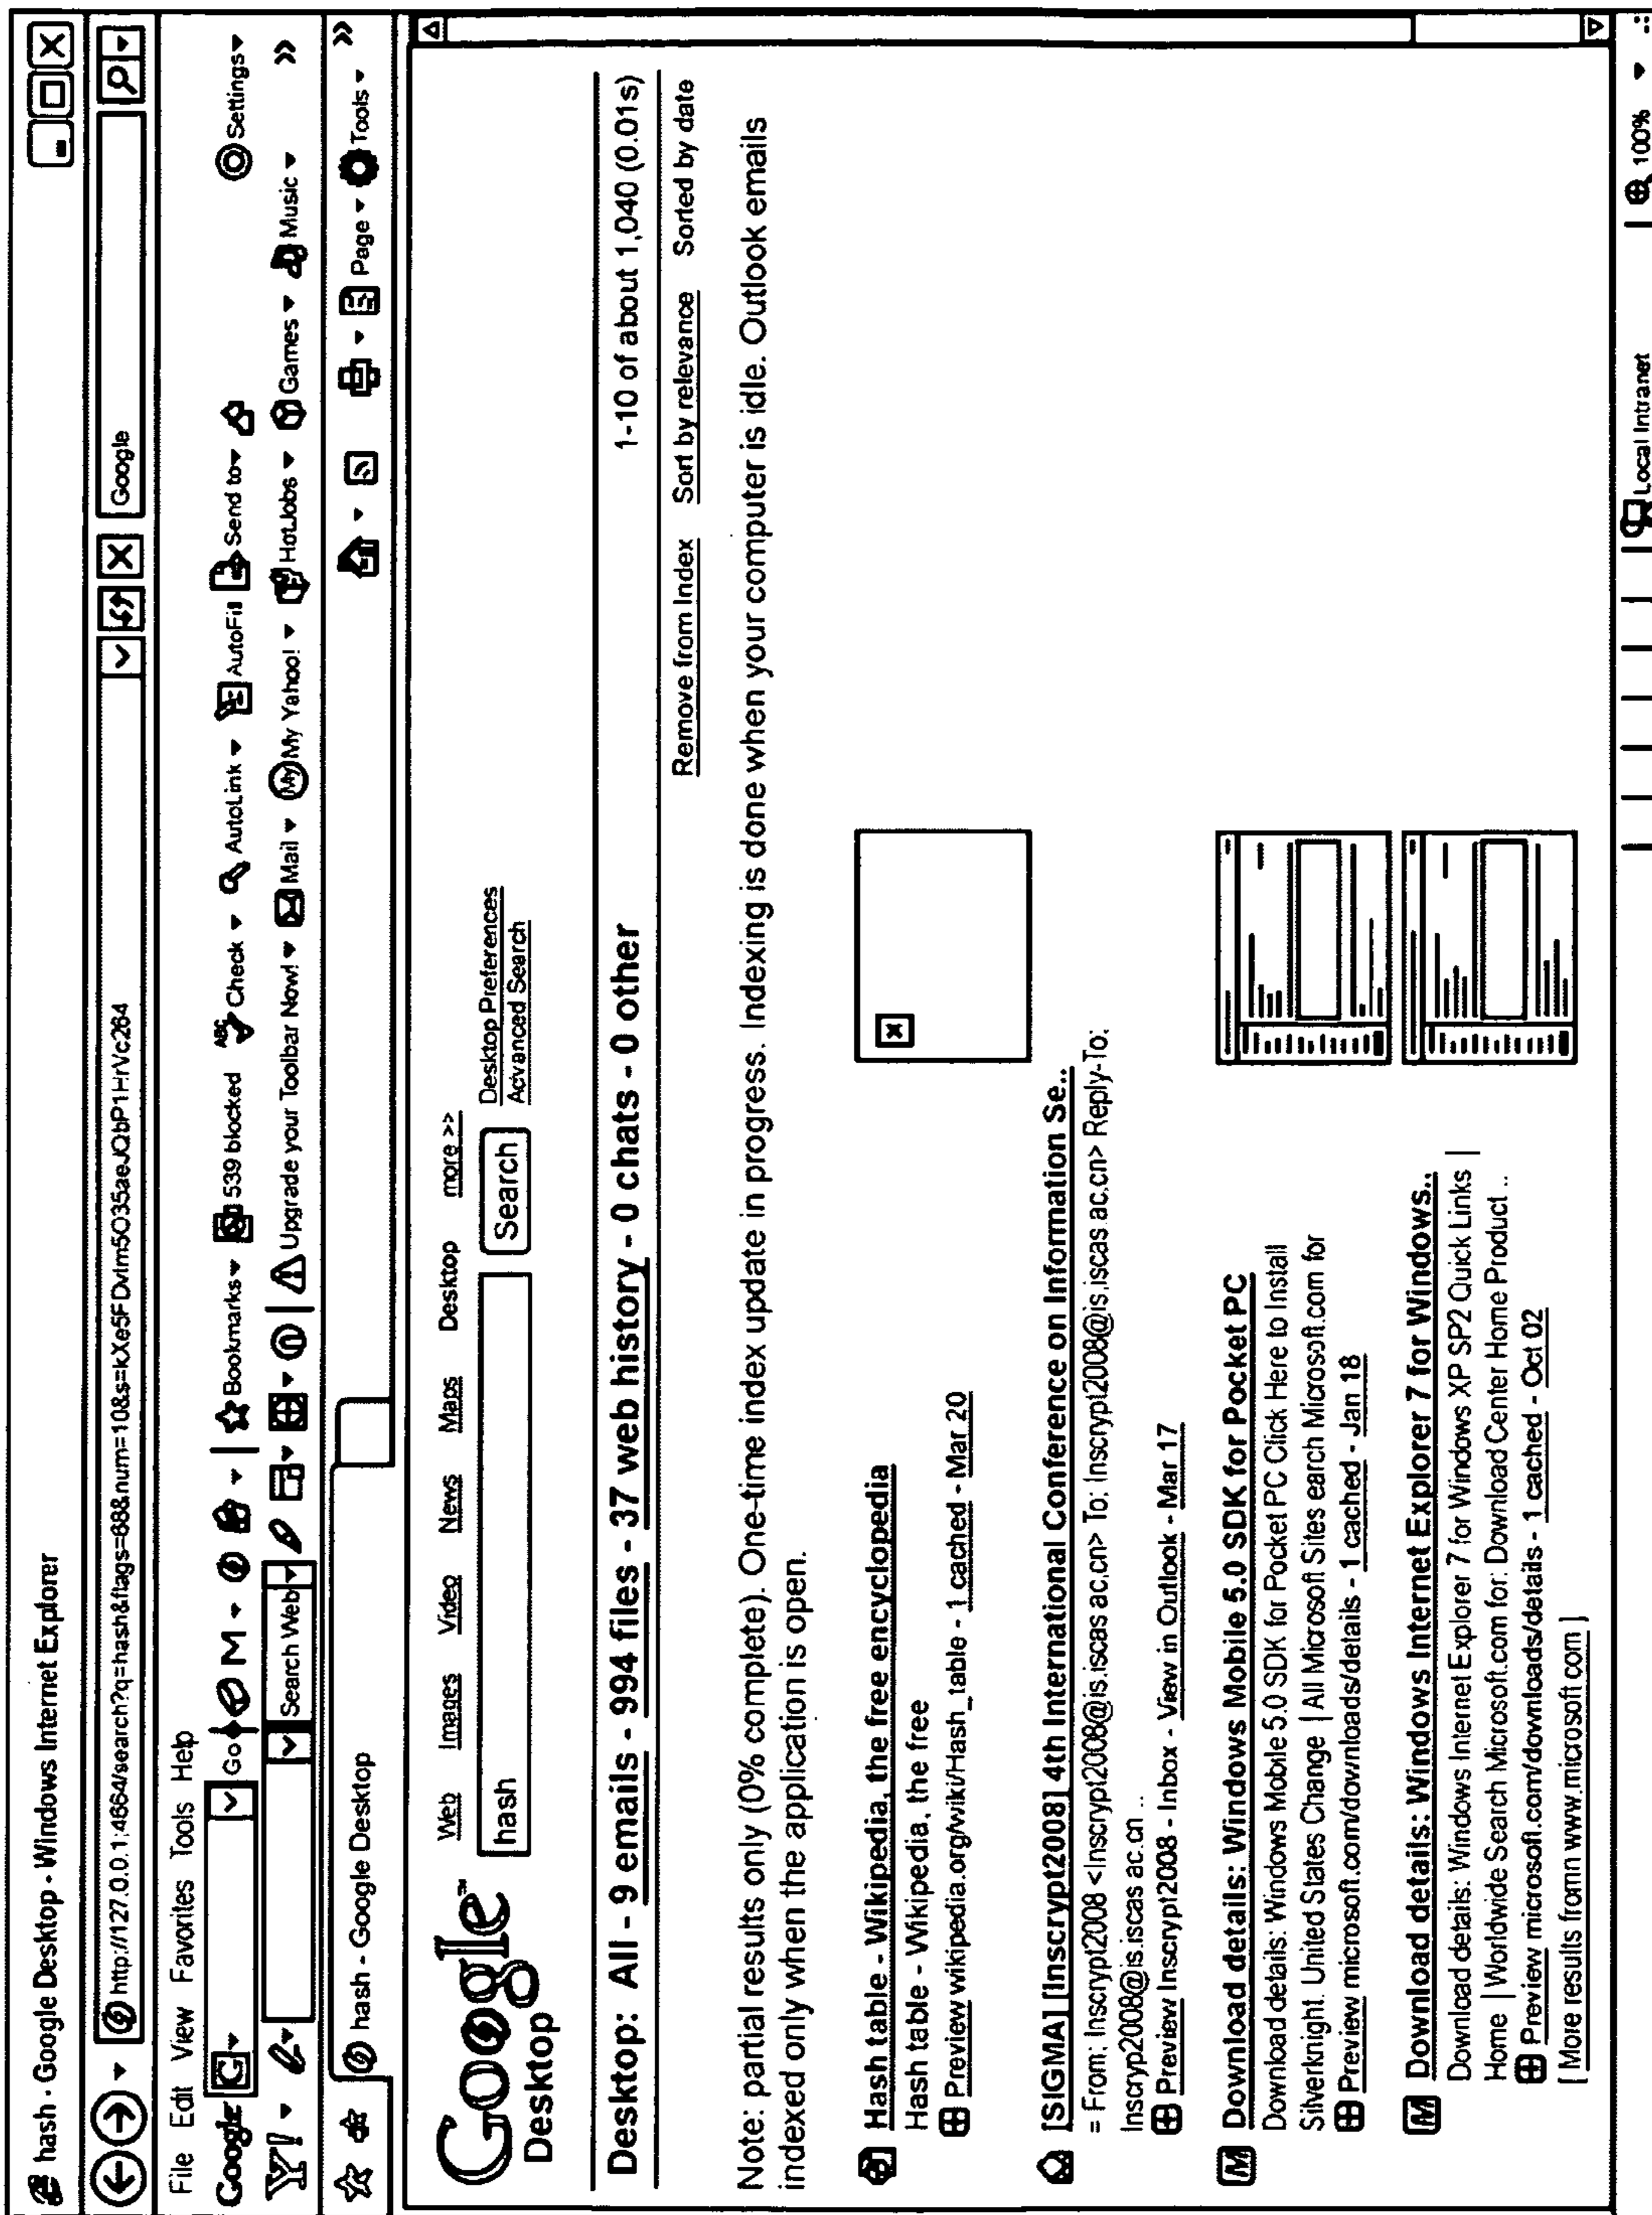 hash - Google Desktop - Windows Internet Explorer
http://127.0.0.1:4664/search?q=hash&flags=68&num=10&s=kXe5FDvlm5O35aeJQbP1HrVc264
Google
File Edit View Favorites Tools Help
Google G Go M Bookmarks 539 blocked ABC Check AutoLink AutoFil Send to Settings
Y! Search Web Upgrade your Toolbar Now! Mail My My Yahoo! HotJobs Games Music »
hash - Google Desktop Page Tools »
Google™ Desktop
Web Images Video News Maps Desktop more >>
hash Search Desktop Preferences
Advanced Search
Desktop: All - 9 emails - 994 files - 37 web history - 0 chats - 0 other 1-10 of about 1,040 (0.01s)
Remove from Index Sort by relevance Sorted by date
Note: partial results only (0% complete). One-time index update in progress. Indexing is done when your computer is idle. Outlook emails
indexed only when the application is open.
Hash table - Wikipedia, the free encyclopedia
Hash table - Wikipedia, the free
Preview wikipedia.org/wiki/Hash_table - 1 cached - Mar 20
[SIGMA] [Inscrypt2008] 4th International Conference on Information Se..
= From; Inscrypt2008 <Inscrypt2008@is.iscas ac.cn> To; Inscrypt2008@is.iscas ac.cn> Reply-To:
Inscryp2008@is.iscas ac.cn ..
Preview Inscrypt2008 - Inbox - View in Outlook - Mar 17
M Download details: Windows Mobile 5.0 SDK for Pocket PC
Download details: Windows Mobile 5.0 SDK for Pocket PC Click Here to Install
Silverknight. United States Change | All Microsoft Sites earch Microsoft.com for
Preview microsoft.com/downloads/details - 1 cached - Jan 18
M Download details: Windows Internet Explorer 7 for Windows..
Download details: Windows Internet Explorer 7 for Windows XP SP2 Quick Links |
Home | Worldwide Search Microsoft.com for: Download Center Home Product ..
Preview microsoft.com/downloads/details - 1 cached - Oct 02
[ More results fromn www.microsoft com ]
Local Intranet 100%